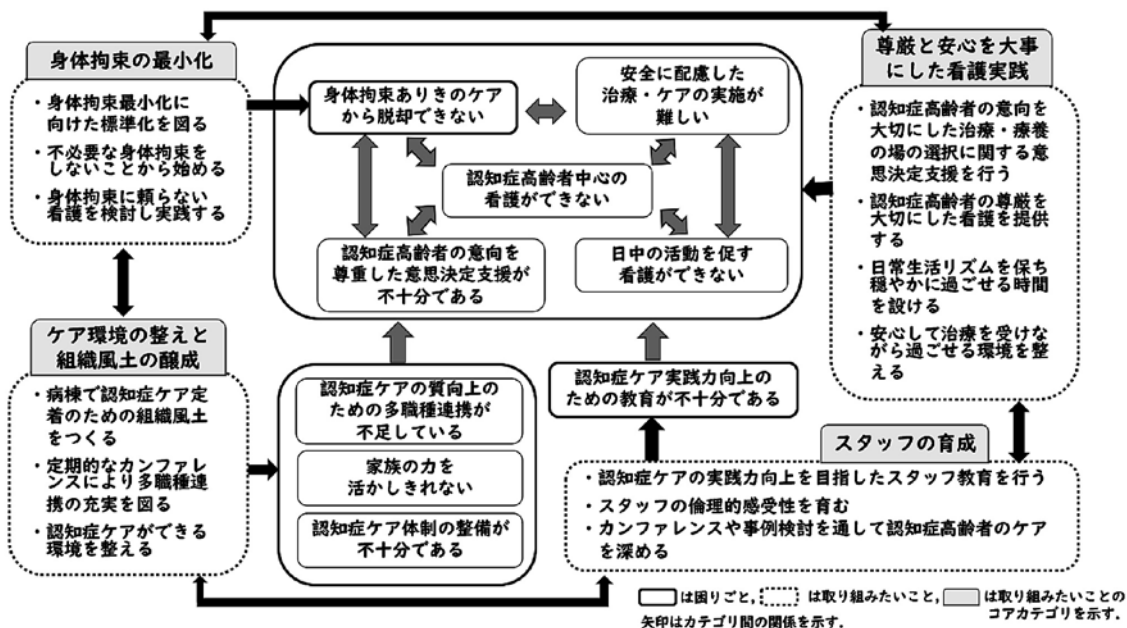 身体拘束の最小化
・身体拘束最小化に
向けた標準化を図る
・不必要な身体拘束を
しないことから始める
・身体拘束に頼らない
看護を検討し実践する
身体拘束ありきのケア
から脱却できない
安全に配慮した
治療・ケアの実施が
難しい
認知症高齢者中心の
看護ができない
認知症高齢者の意向を
尊重した意思決定支援が
不十分である
日中の活動を促す
看護ができない
尊厳と安心を大事
にした看護実践
・認知症高齢者の意向を
大切にした治療・療養
の場の選択に関する意
思決定支援を行う
・認知症高齢者の尊厳を
大切にした看護を提供
する
・日常生活リズムを保ち
穏やかに過ごせる時間
を設ける
・安心して治療を受けな
がら過ごせる環境を整
える
ケア環境の整えと
組織風土の醸成
・病棟で認知症ケア定
着のための組織風土
をつくる
・定期的なカンファレ
ンスにより多職種連
携の充実を図る
・認知症ケアができる
環境を整える
認知症ケアの質向上の
ための多職種連携が
不足している
家族の力を
活かしきれない
認知症ケア体制の整備が
不十分である
認知症ケア実践力向上の
ための教育が不十分である
スタッフの育成
・認知症ケアの実践力向上を目指したスタッフ教育を行う
・スタッフの倫理的感受性を育む
・カンファレンスや事例検討を通して認知症高齢者のケア
を深める
は困りごと, は取り組みたいこと, は取り組みたいことの
コアカテゴリを示す。
矢印はカテゴリ間の関係を示す。